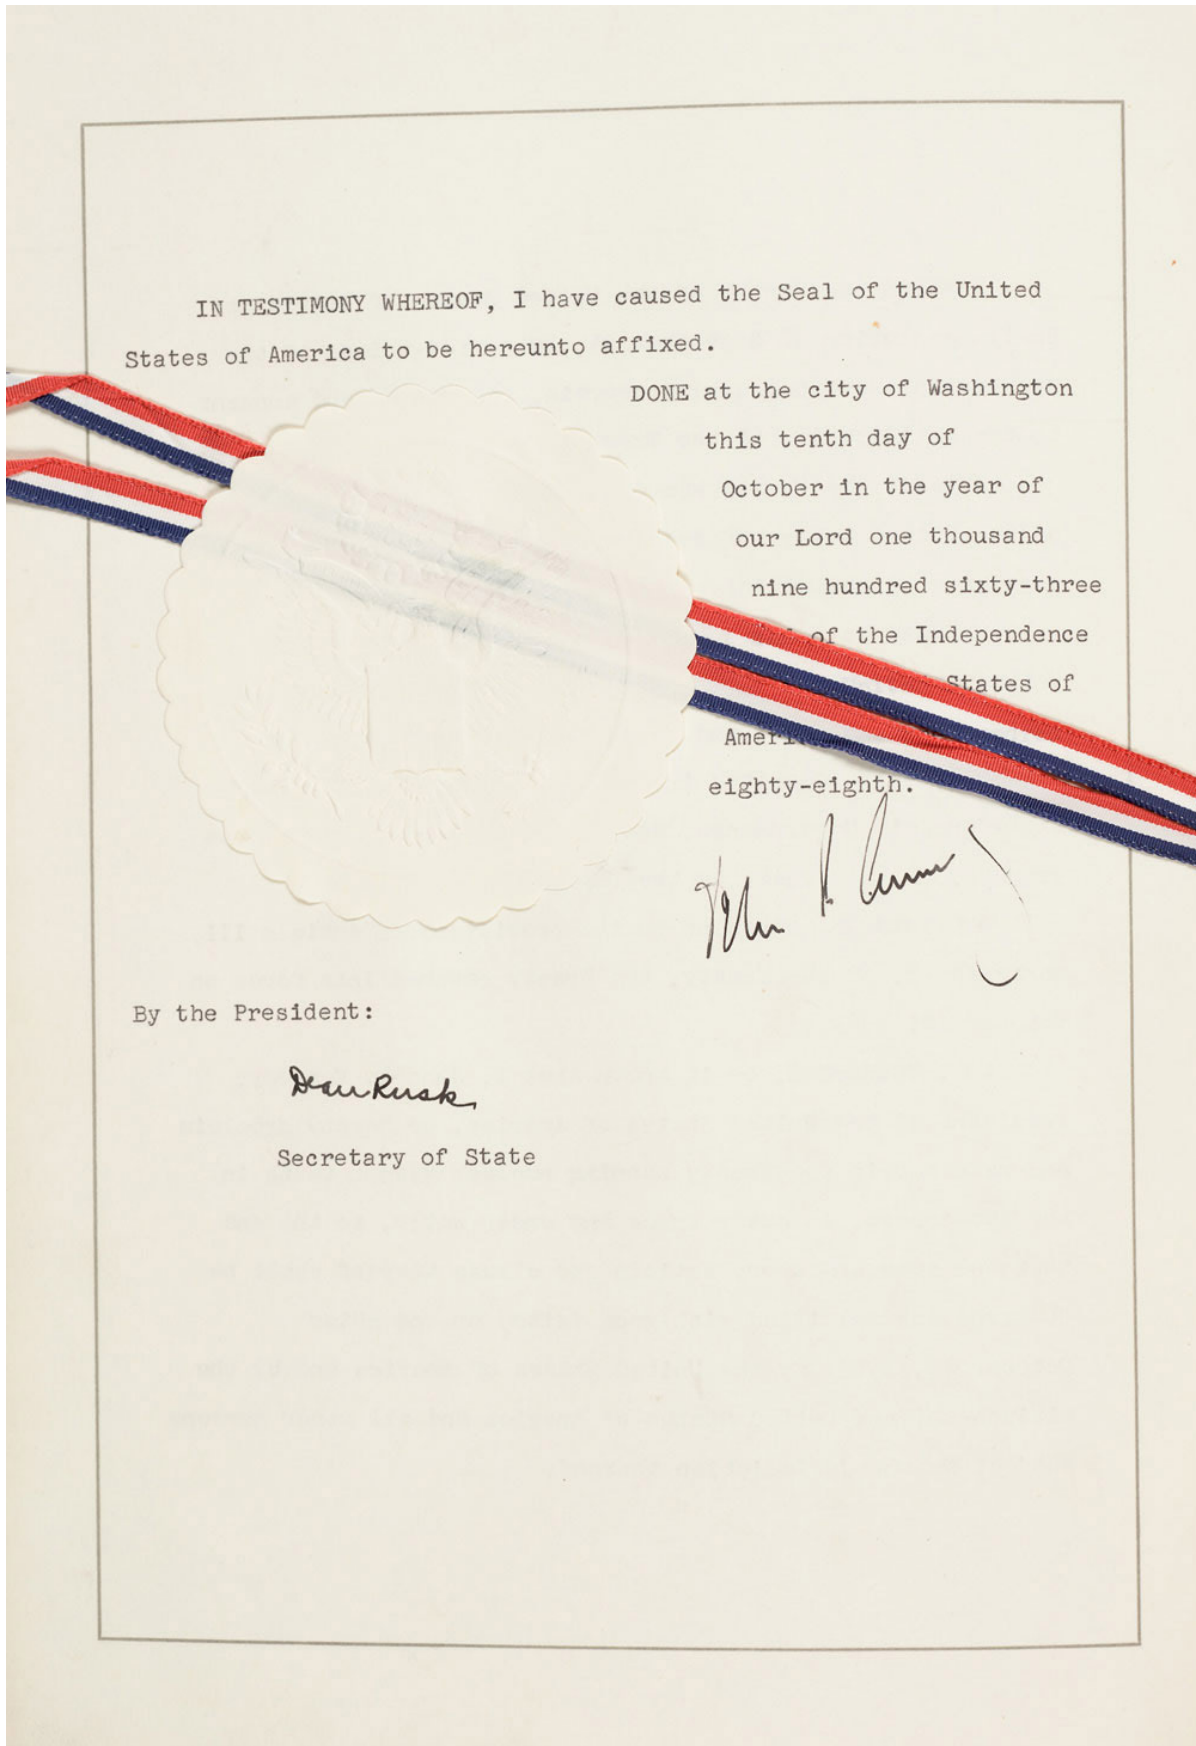 IN TESTIMONY WHEREOF, I have caused the Seal of the United
States of America to be hereunto affixed.
DONE at the city of Washington
this tenth day of
October in the year of
our Lord one thousand
nine hundred sixty-three
of the Independence
States of
eighty-eighth.
By the President:
Dean Rusk
Secretary of State